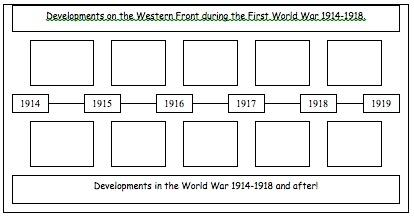 Developments on the Western Front during the First World War 1914-1918.
1914 1915 1916 1917 1918 1919
Developments in the World War 1914-1918 and after!